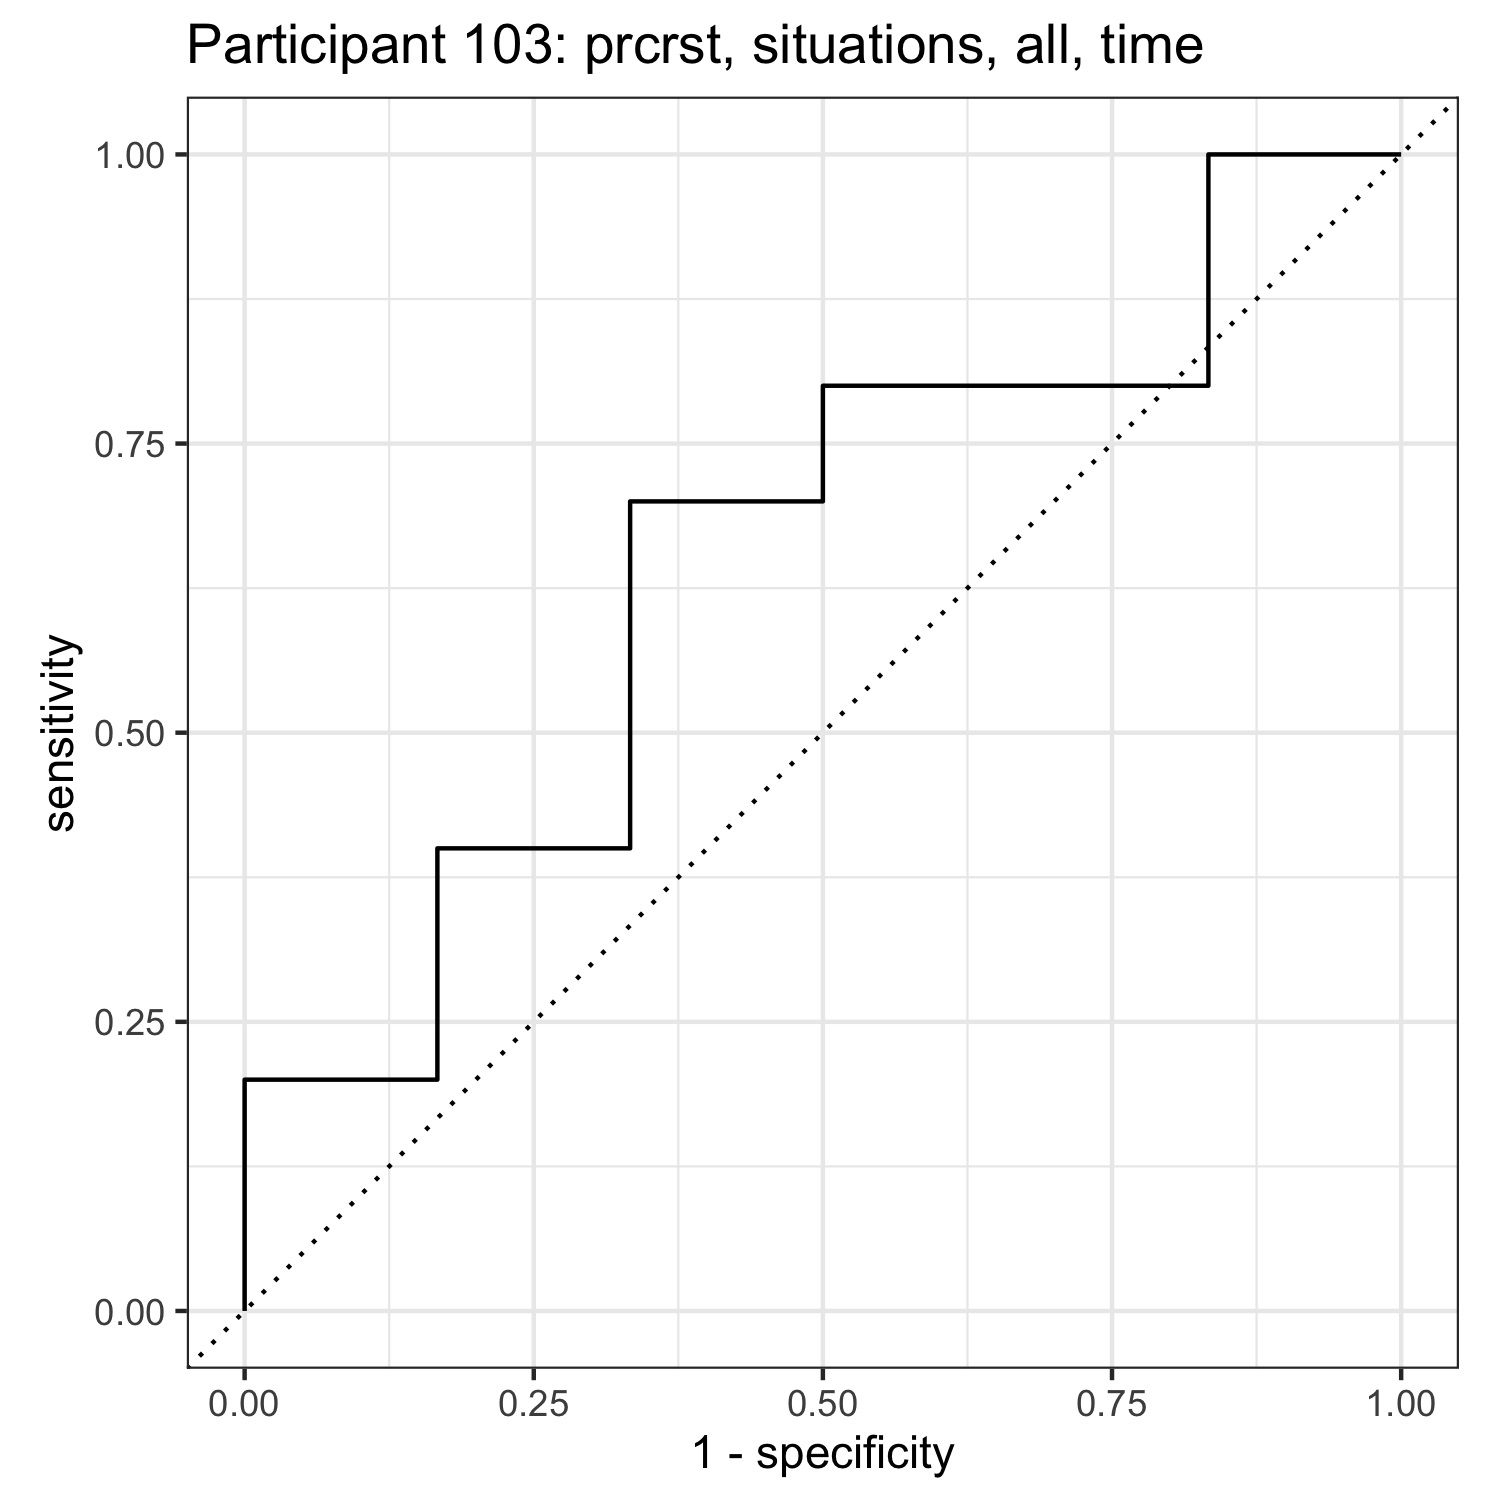 Participant 103: prcrst, situations, all, time
1.00
0.75
0.50
0.25
0.00
sensitivity
0.00 0.25 0.50 0.75 1.00
1 - specificity